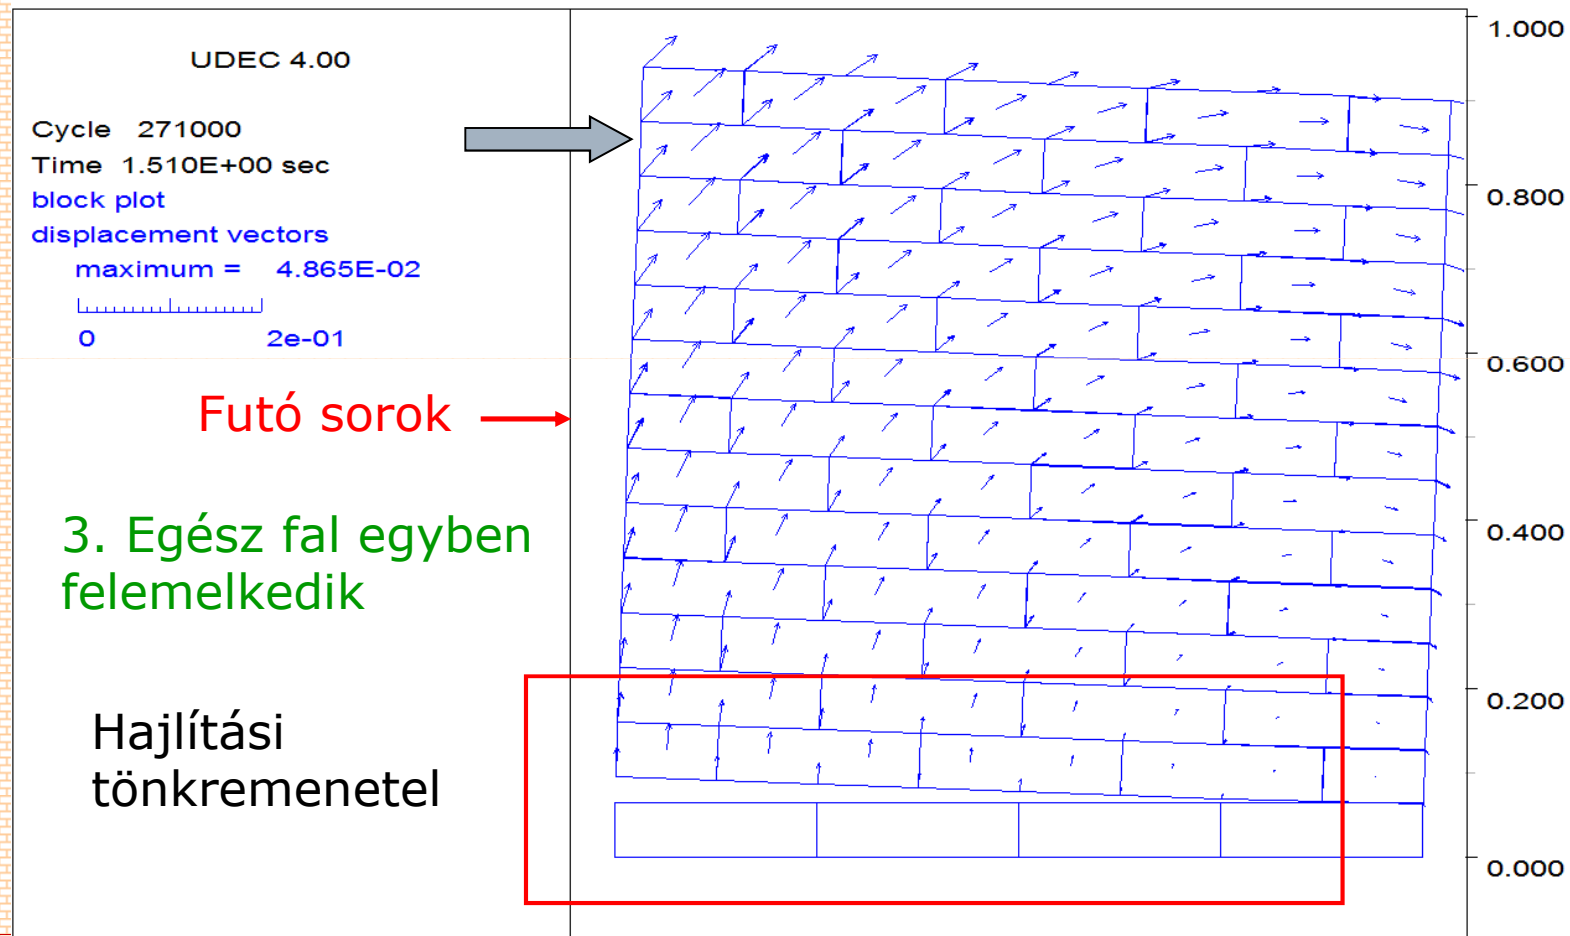 UDEC 4.00
Cycle 271000
Time 1.510E+00 sec
block plot
displacement vectors
maximum = 4.865E-02
0 2e-01
Futó sorok
3. Egész fal egyben
felemelkedik
Hajlítási
tönkremenetel
1.000
0.800
0.600
0.400
0.200
0.000